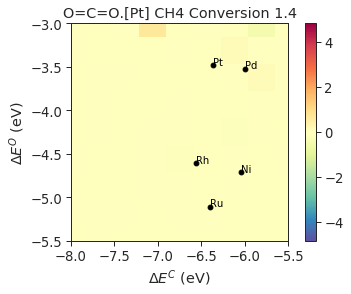 O=C=O.[Pt] CH4 Conversion 1.4
−3.0
−3.5
−4.0
−4.5
−5.0
−5.5
ΔE^O (eV)
Pt
Pd
Rh
Ni
Ru
−8.0 −7.5 −7.0 −6.5 −6.0 −5.5
ΔE^C (eV)
4
2
0
−2
−4